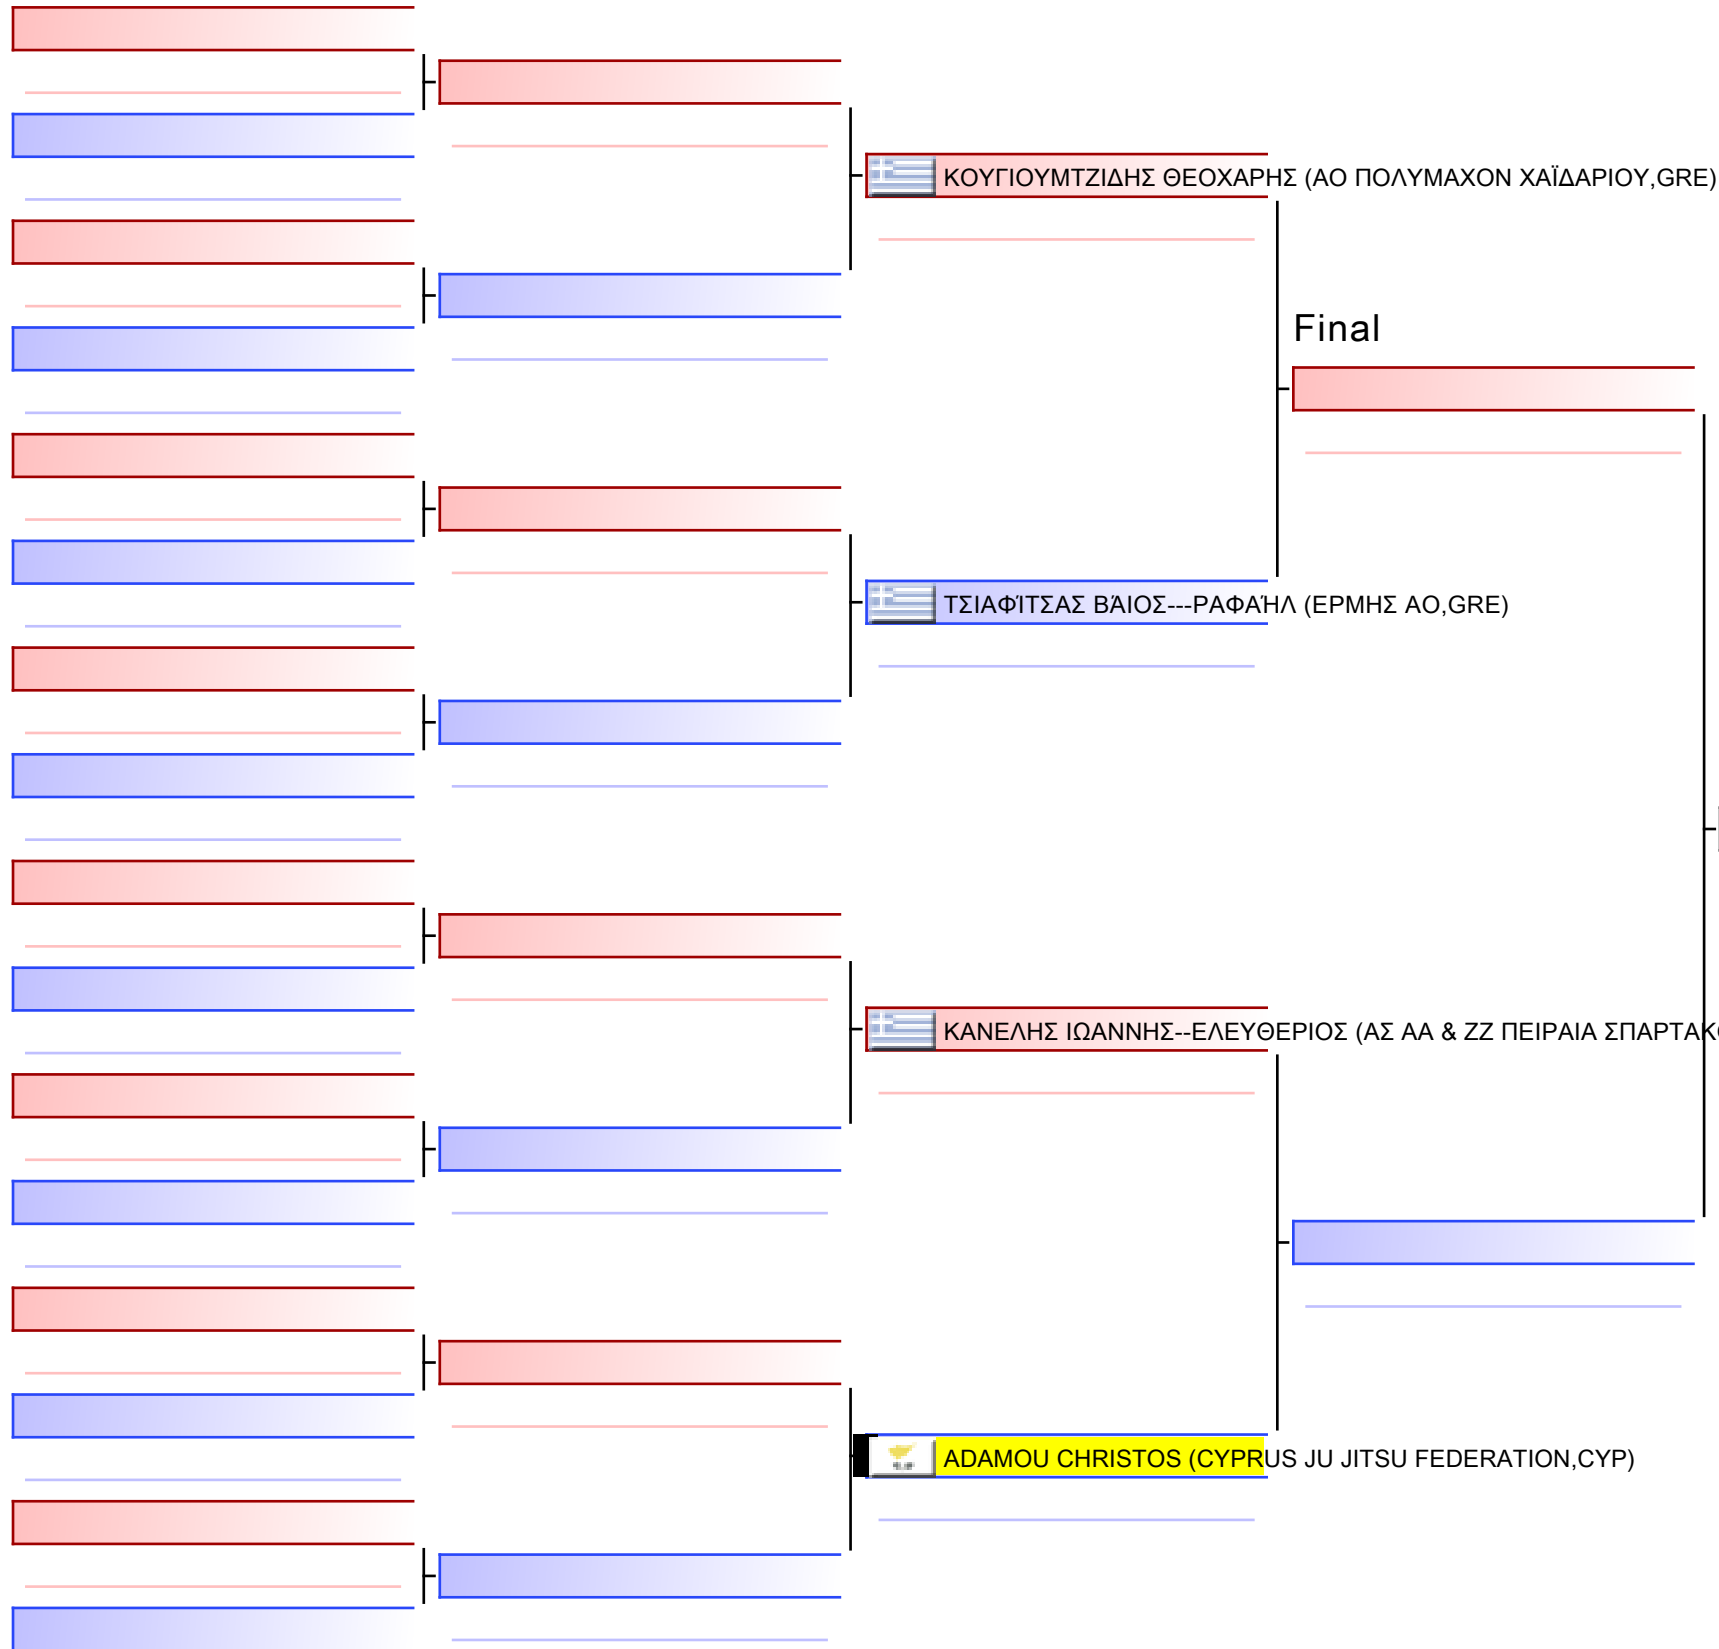 ΚΟΥΓΙΟΥΜΤΖΙΔΗΣ ΘΕΟΧΑΡΗΣ (ΑΟ ΠΟΛΥΜΑΧΟΝ ΧΑΪΔΑΡΙΟΥ,GRE)
Final
ΤΣΙΑΦΊΤΣΑΣ ΒΆΙΟΣ---ΡΑΦΑΉΛ (ΕΡΜΗΣ ΑΟ,GRE)
ΚΑΝΕΛΗΣ ΙΩΑΝΝΗΣ--ΕΛΕΥΘΕΡΙΟΣ (ΑΣ ΑΑ & ΖΖ ΠΕΙΡΑΙΑ
ADAMOU CHRISTOS (CYPRUS JU JITSU FEDERATION,CYP)